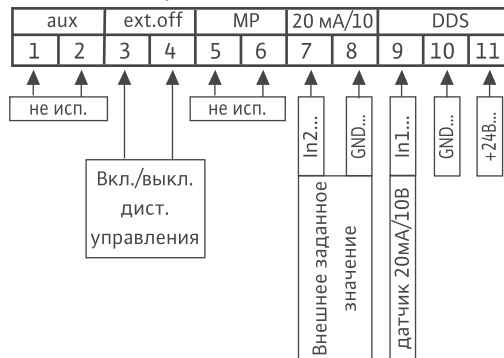 aux ext.off MP 20 мА/10 DDS
1 2 3 4 5 6 7 8 9 10 11
не исп. не исп.
In2...
GND...
In1...
GND...
+24В...
Вкл./выкл.
дист.
управления
Внешнее заданное
значение
датчик 20мА/10В